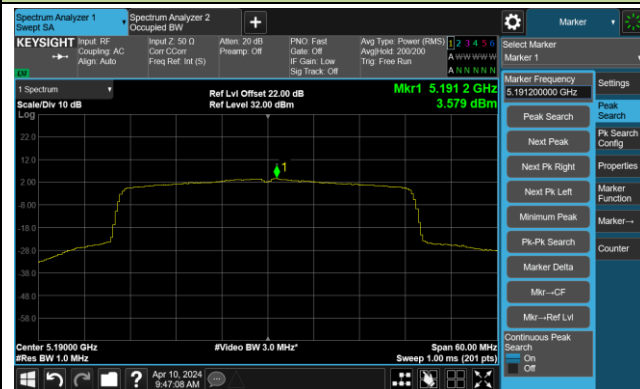 Spectrum Analyzer 1
Swept SA
Spectrum Analyzer 2
Occupied BW
+
Marker
KEYSIGHT
Input: RF
Coupling: AC
Align: Auto
Input Z: 50 Ω
Corr CCorr
Freq Ref: Int (S)
Atten: 20 dB
Preamp: Off
PNO: Fast
Gate: Off
IF Gain: Low
Sig Track: Off
Avg Type: Power (RMS)
Avg|Hold: 200/200
Trig: Free Run
1 2 3 4 5 6
A W W W W W
A N N N N N
Select Marker
Marker 1
LXI
1 Spectrum
Scale/Div 10 dB
Log
Ref Lvl Offset 22.00 dB
Ref Level 32.00 dBm
Mkr1 5.191 2 GHz
3.579 dBm
22.0
12.0
2.00
-8.00
-18.0
-28.0
-38.0
-48.0
-58.0
1
Center 5.19000 GHz
#Res BW 1.0 MHz
#Video BW 3.0 MHz*
Span 60.00 MHz
Sweep 1.00 ms (201 pts)
Marker Frequency
5.191200000 GHz
Peak Search
Next Peak
Next Pk Right
Next Pk Left
Minimum Peak
Pk-Pk Search
Marker Delta
Mkr→CF
Mkr→Ref Lvl
Continuous Peak
Search
On
Off
Settings
Peak
Search
Pk Search
Config
Properties
Marker
Function
Marker→
Counter
?
Apr 10, 2024
9:47:08 AM